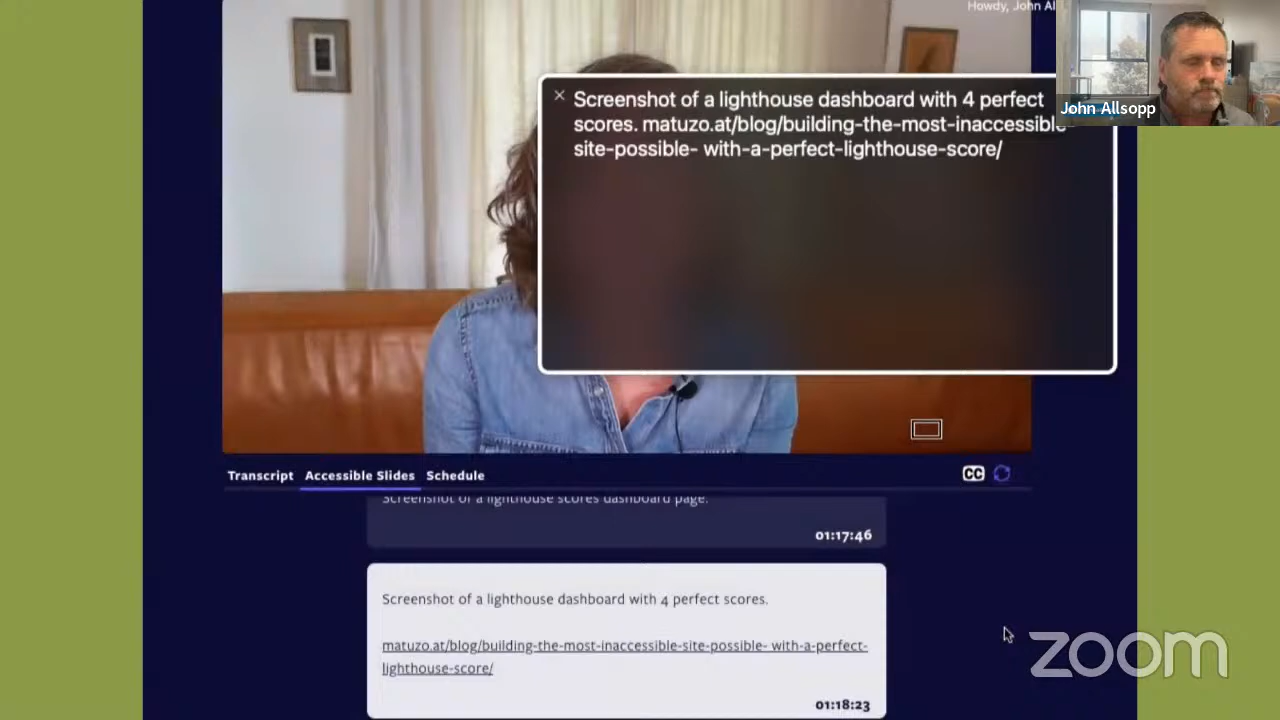 Howdy, John Al
Screenshot of a lighthouse dashboard with 4 perfect
scores. matuzo.at/blog/building-the-most-inaccessible-
site-possible- with-a-perfect-lighthouse-score/
John Allsopp
Transcript Accessible Slides Schedule
CC
Screenshot of a lighthouse scores dashboard page.
01:17:46
Screenshot of a lighthouse dashboard with 4 perfect scores.
matuzo.at/blog/building-the-most-inaccessible-site-possible- with-a-perfect-
lighthouse-score/
01:18:23
zoom